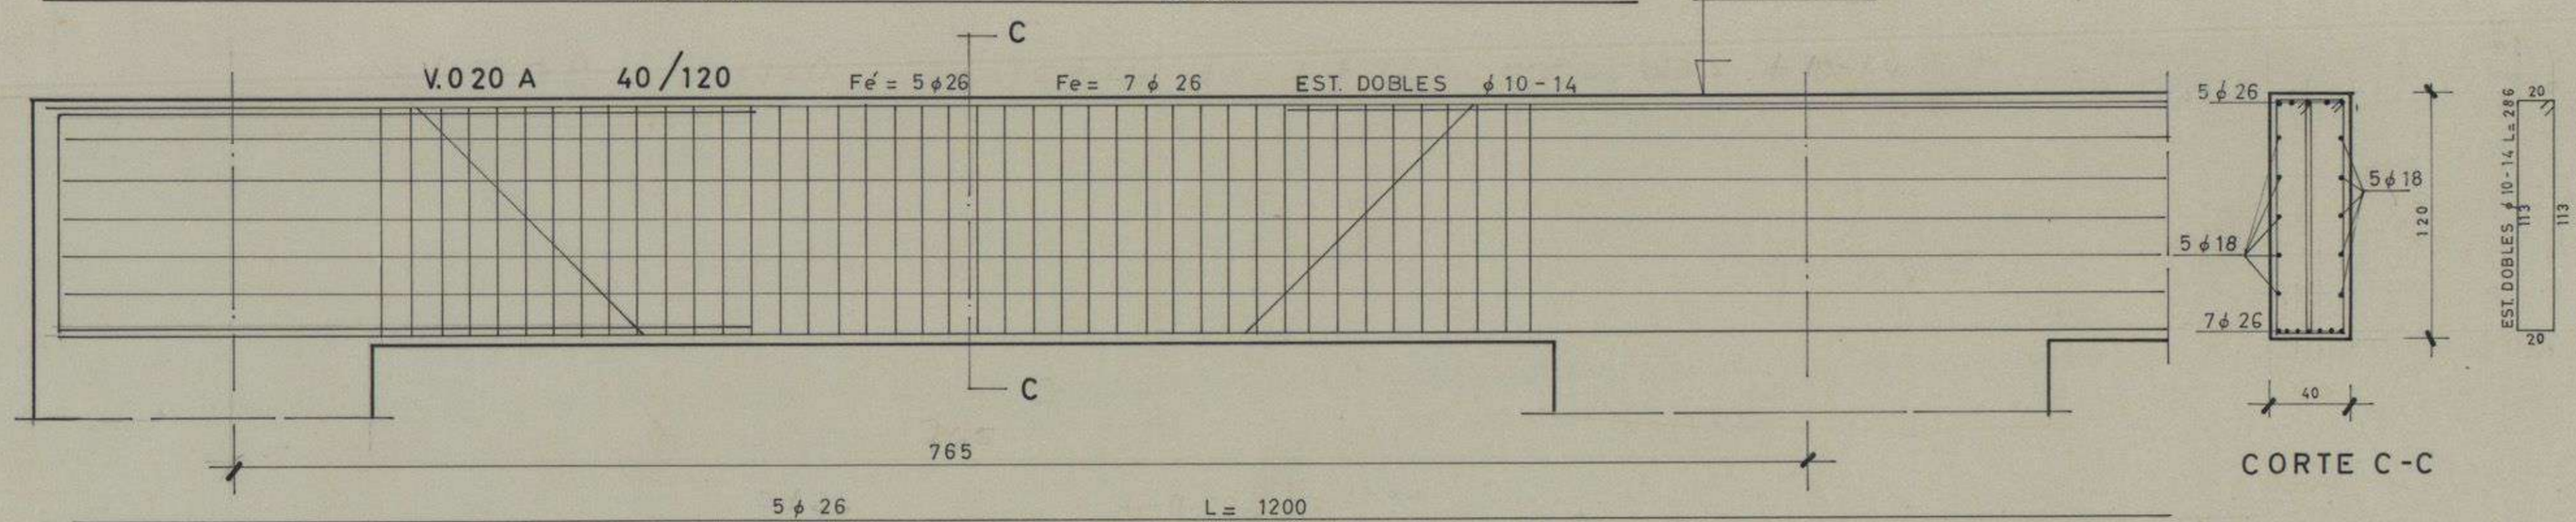 C
V.020 A 40/120 Fé = 5 ϕ 26 Fe = 7 ϕ 26 EST. DOBLES ϕ 10 - 14
5 ϕ 26
5 ϕ 18
5 ϕ 18
7 ϕ 26
120
40
EST. DOBLES ϕ 10 - 14 L = 286
20
113
113
20
C
765
CORTE C - C
5 ϕ 26 L = 1200